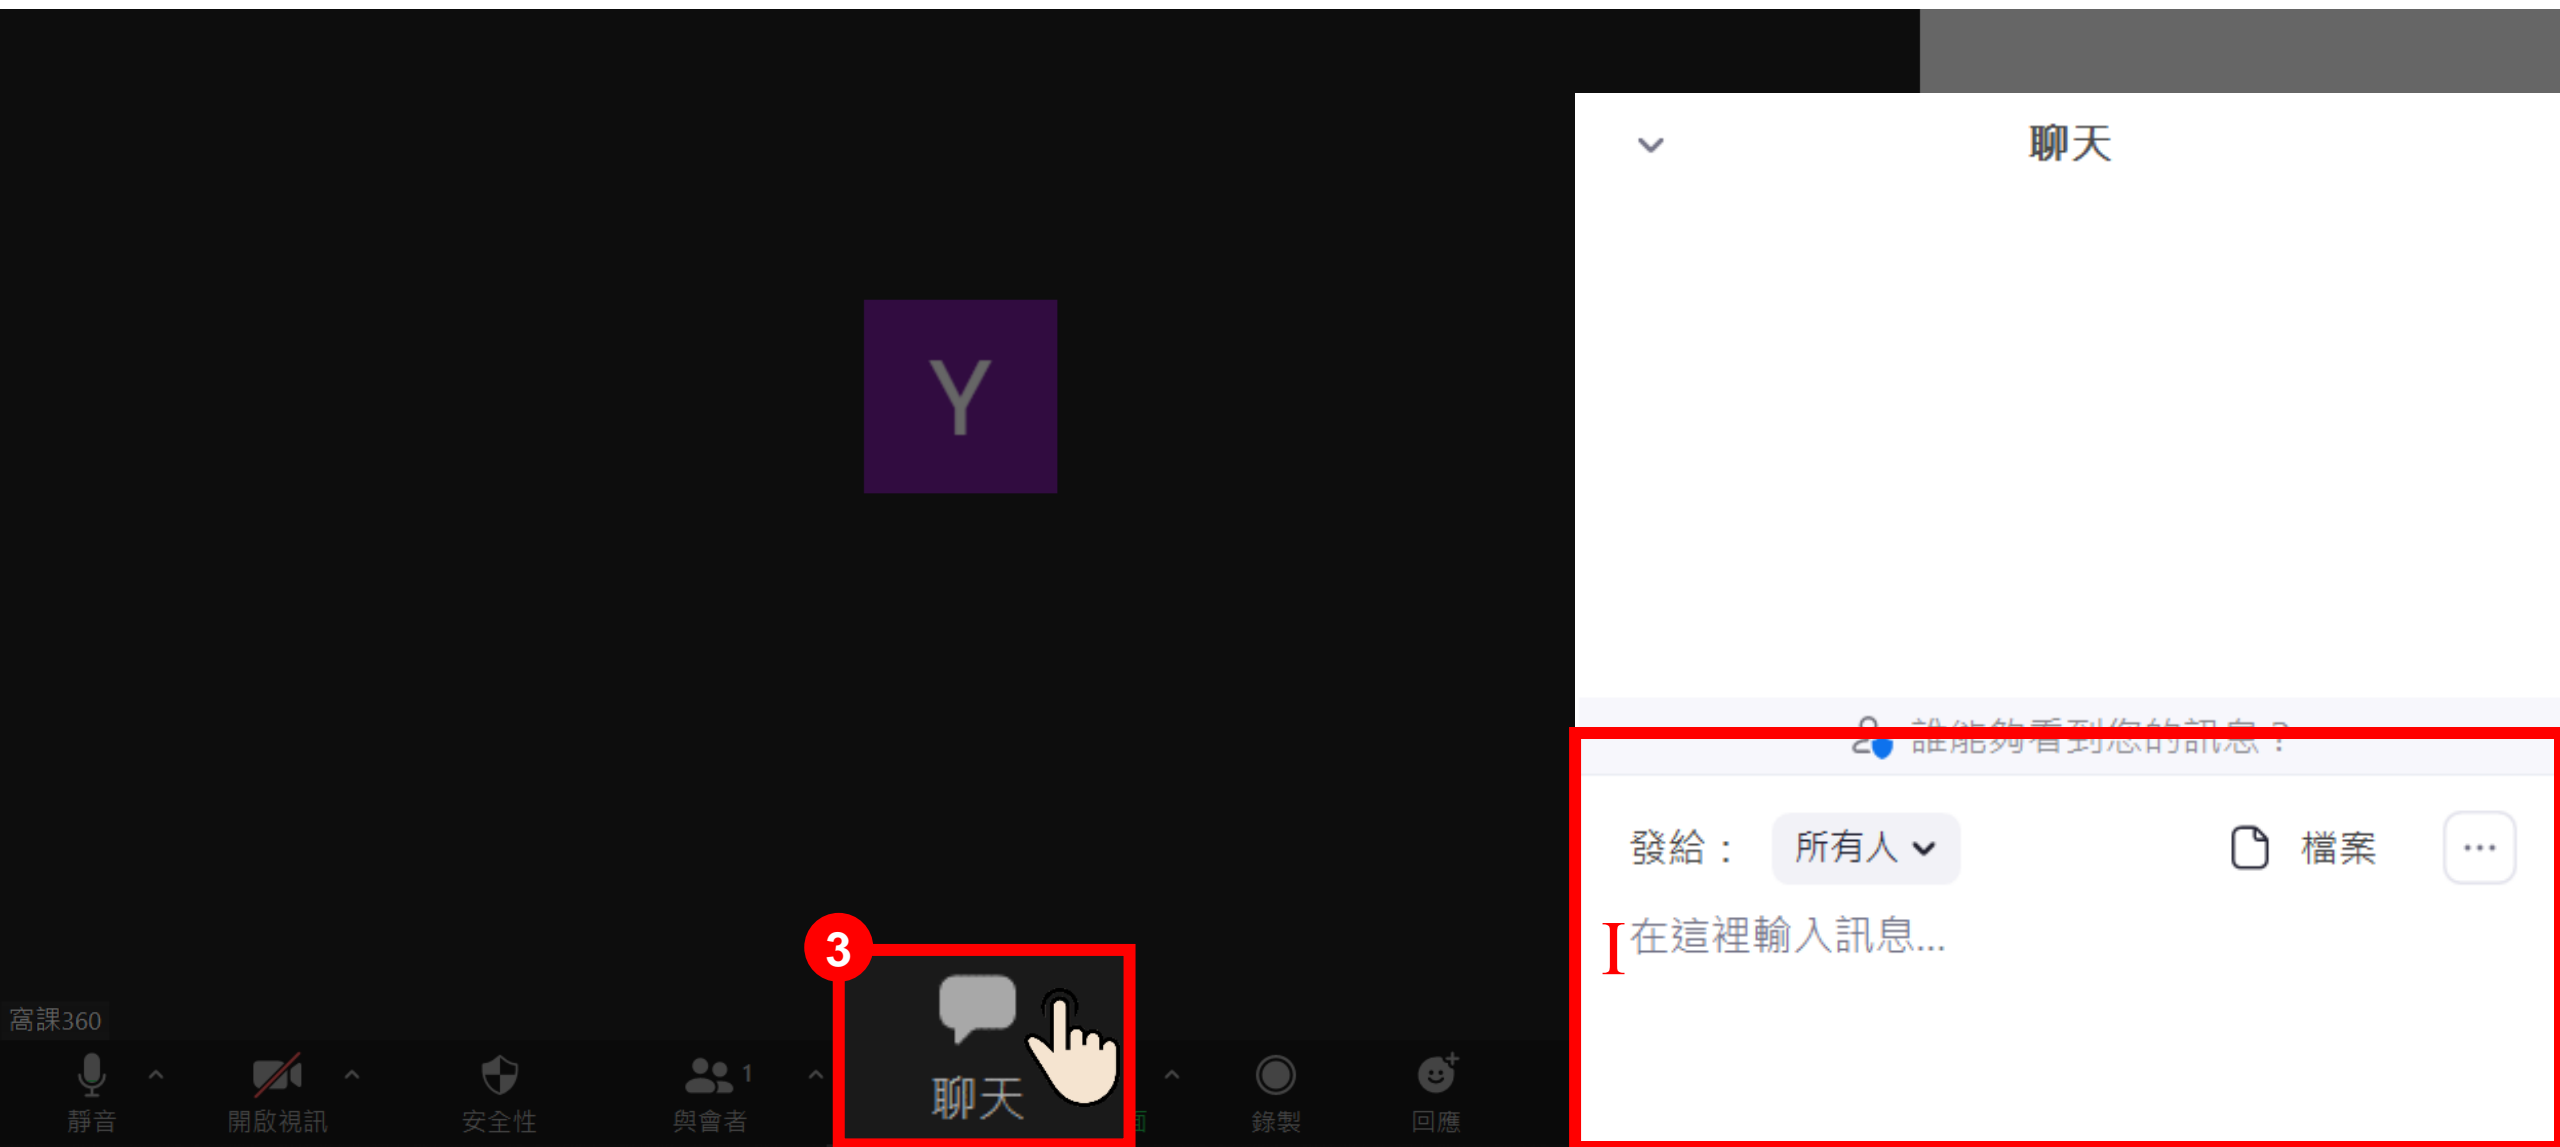 聊天
Y
誰能夠看到您的訊息？
發給：
所有人
檔案
在這裡輸入訊息...
3
聊天
窩課360
靜音
開啟視訊
安全性
1
與會者
面
錄製
回應